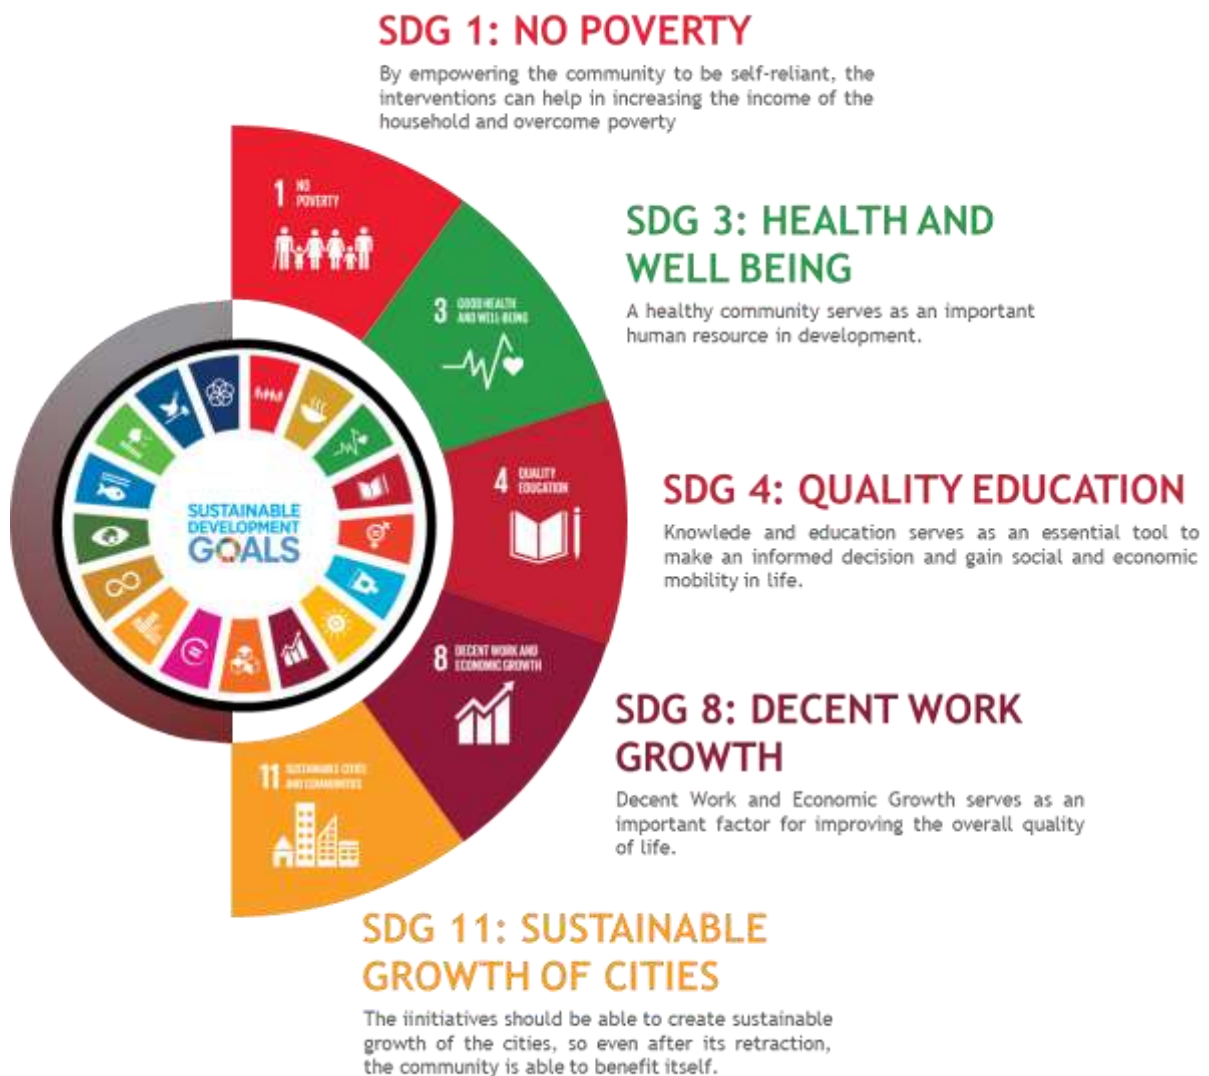 SDG 1: NO POVERTY
By empowering the community to be self-reliant, the
interventions can help in increasing the income of the
household and overcome poverty
1 NO
POVERTY
SDG 3: HEALTH AND
WELL BEING
A healthy community serves as an important
human resource in development.
3 GOOD HEALTH
AND WELL-BEING
4 QUALITY
EDUCATION
SDG 4: QUALITY EDUCATION
Knowlede and education serves as an essential tool to
make an informed decision and gain social and economic
mobility in life.
SUSTAINABLE
DEVELOPMENT
GOALS
8 DECENT WORK AND
ECONOMIC GROWTH
SDG 8: DECENT WORK
GROWTH
Decent Work and Economic Growth serves as an
important factor for improving the overall quality
of life.
11 SUSTAINABLE CITIES
AND COMMUNITIES
SDG 11: SUSTAINABLE
GROWTH OF CITIES
The iinitiatives should be able to create sustainable
growth of the cities, so even after its retraction,
the community is able to benefit itself.